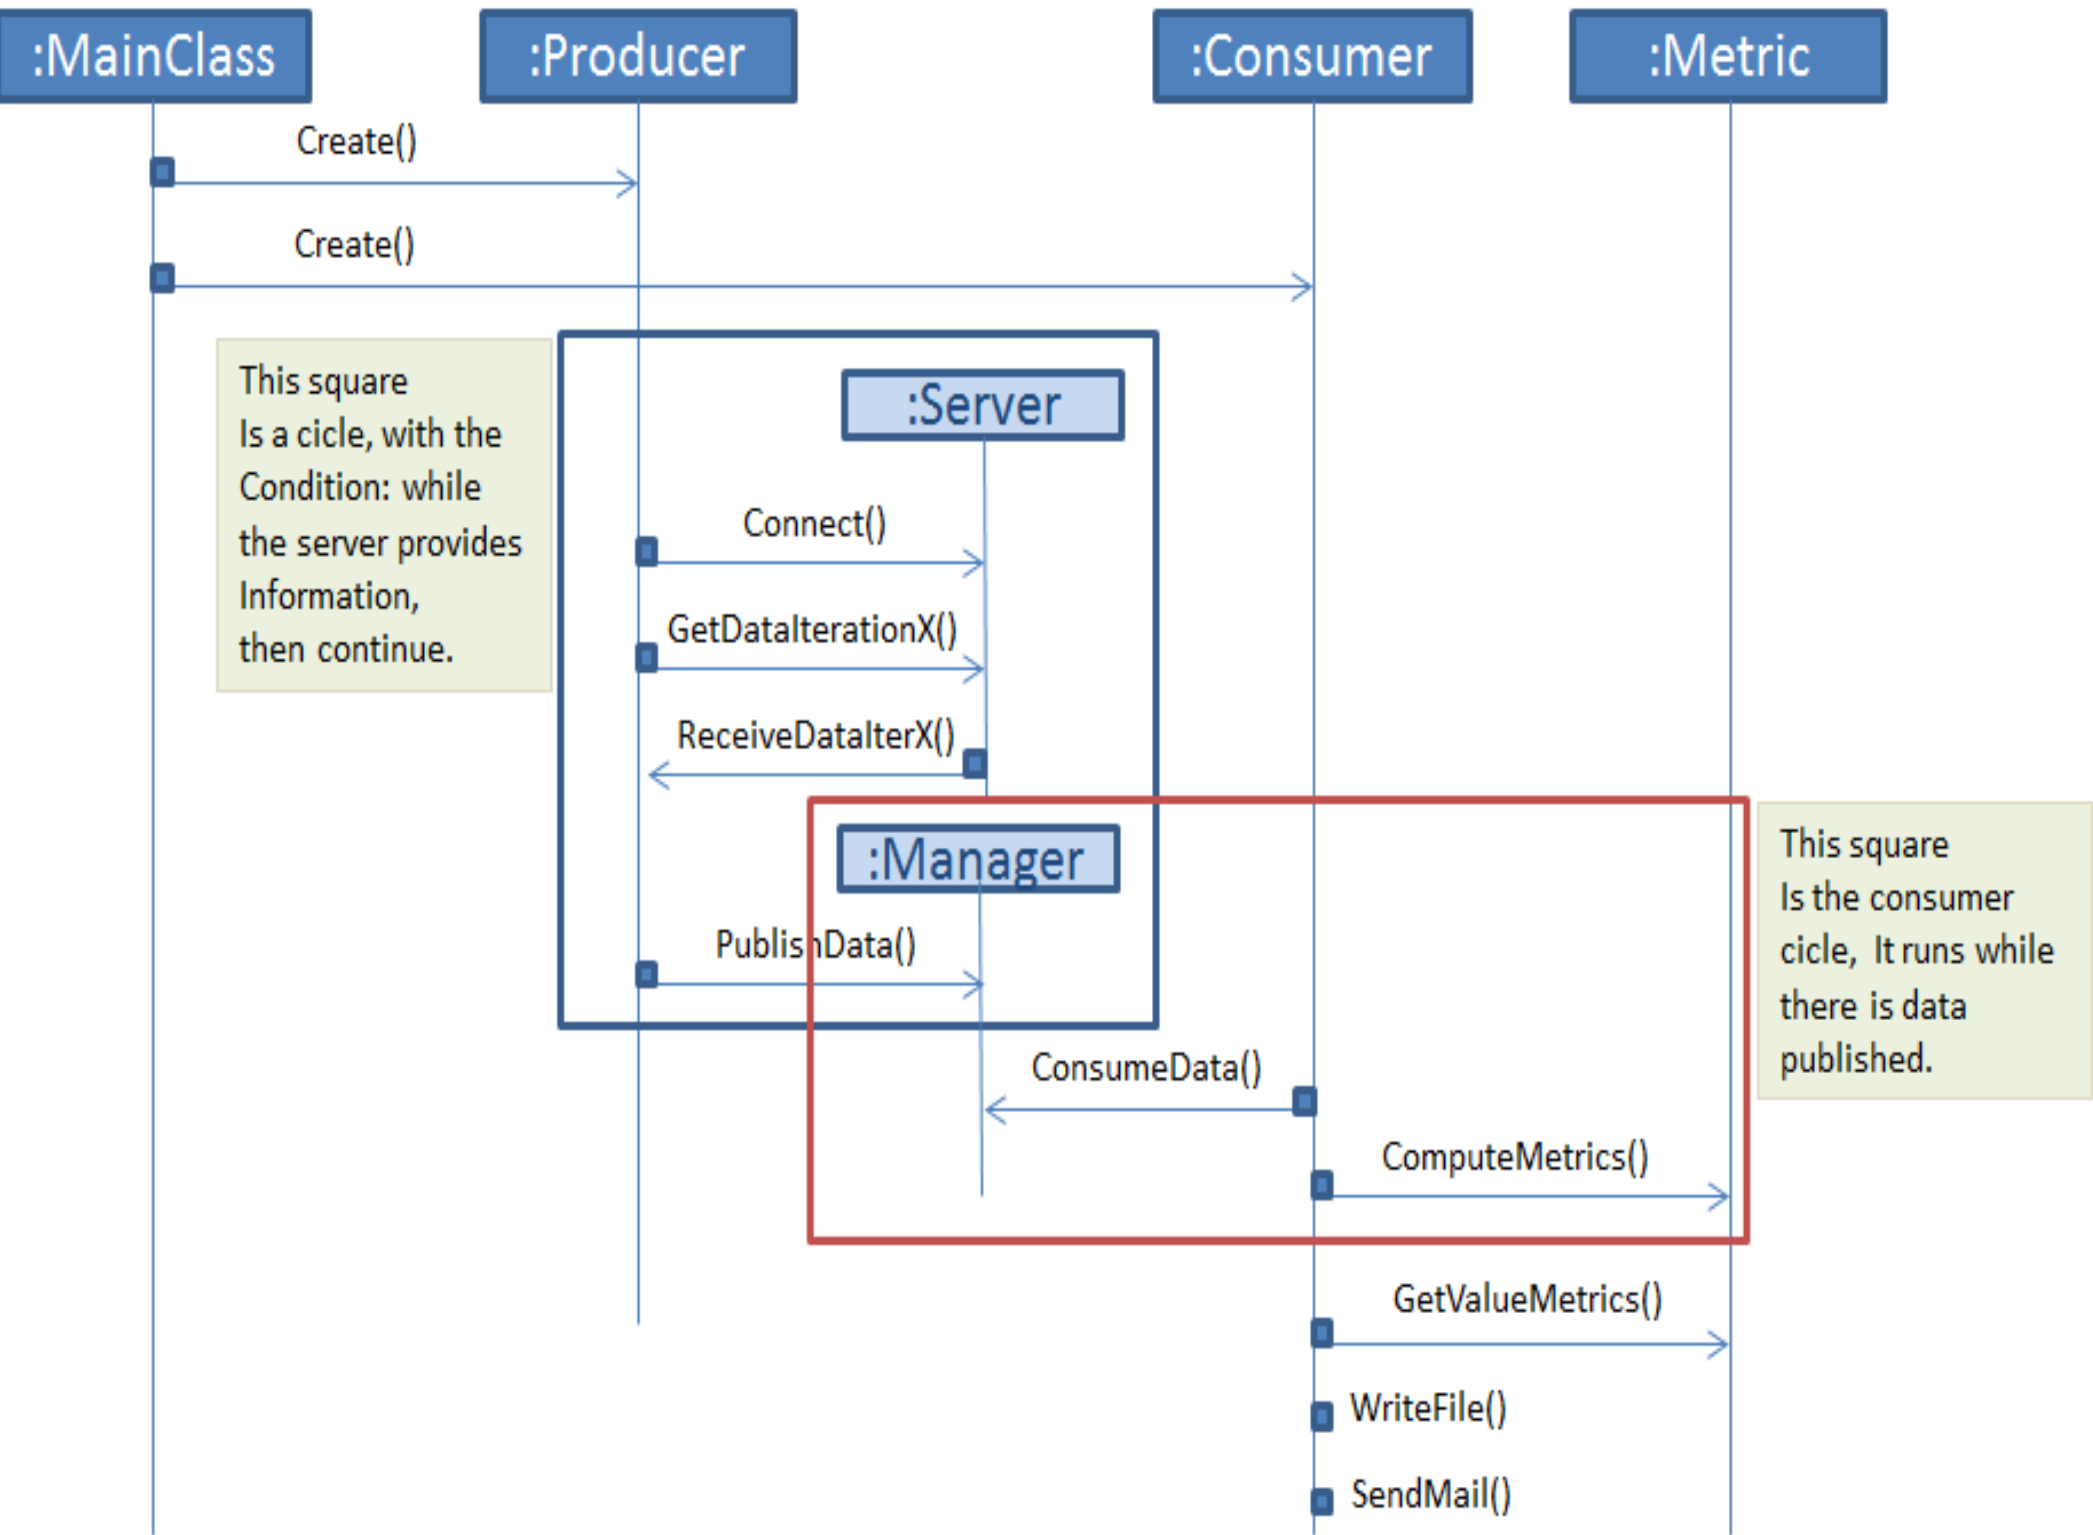 :MainClass
:Producer
:Consumer
:Metric
Create()
Create()
This square
Is a cicle, with the
Condition: while
the server provides
Information,
then continue.
:Server
Connect()
GetDataIterationX()
ReceiveDataIterX()
:Manager
PublishData()
This square
Is the consumer
cicle, It runs while
there is data
published.
ConsumeData()
ComputeMetrics()
GetValueMetrics()
WriteFile()
SendMail()